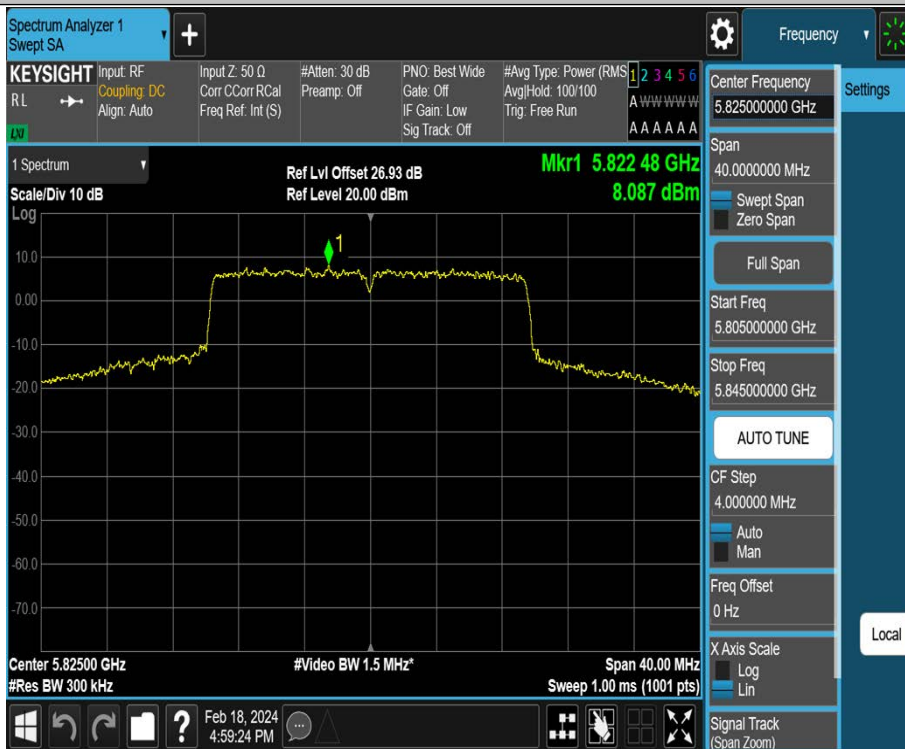 Spectrum Analyzer 1
Swept SA
+
Frequency
KEYSIGHT
RL
LXI
Input: RF
Coupling: DC
Align: Auto
Input Z: 50 Ω
Corr CCorr RCal
Freq Ref: Int (S)
#Atten: 30 dB
Preamp: Off
PNO: Best Wide
Gate: Off
IF Gain: Low
Sig Track: Off
#Avg Type: Power (RMS
Avg|Hold: 100/100
Trig: Free Run
1 2 3 4 5 6
A W W W W W
A A A A A A
1 Spectrum
Scale/Div 10 dB
Log
Ref Lvl Offset 26.93 dB
Ref Level 20.00 dBm
Mkr1 5.822 48 GHz
8.087 dBm
1
10.0
0.00
-10.0
-20.0
-30.0
-40.0
-50.0
-60.0
-70.0
Center 5.82500 GHz
#Res BW 300 kHz
#Video BW 1.5 MHz*
Span 40.00 MHz
Sweep 1.00 ms (1001 pts)
?
Feb 18, 2024
4:59:24 PM
Center Frequency
5.825000000 GHz
Span
40.0000000 MHz
Swept Span
Zero Span
Full Span
Start Freq
5.805000000 GHz
Stop Freq
5.845000000 GHz
AUTO TUNE
CF Step
4.000000 MHz
Auto
Man
Freq Offset
0 Hz
X Axis Scale
Log
Lin
Signal Track
(Span Zoom)
Settings
Local